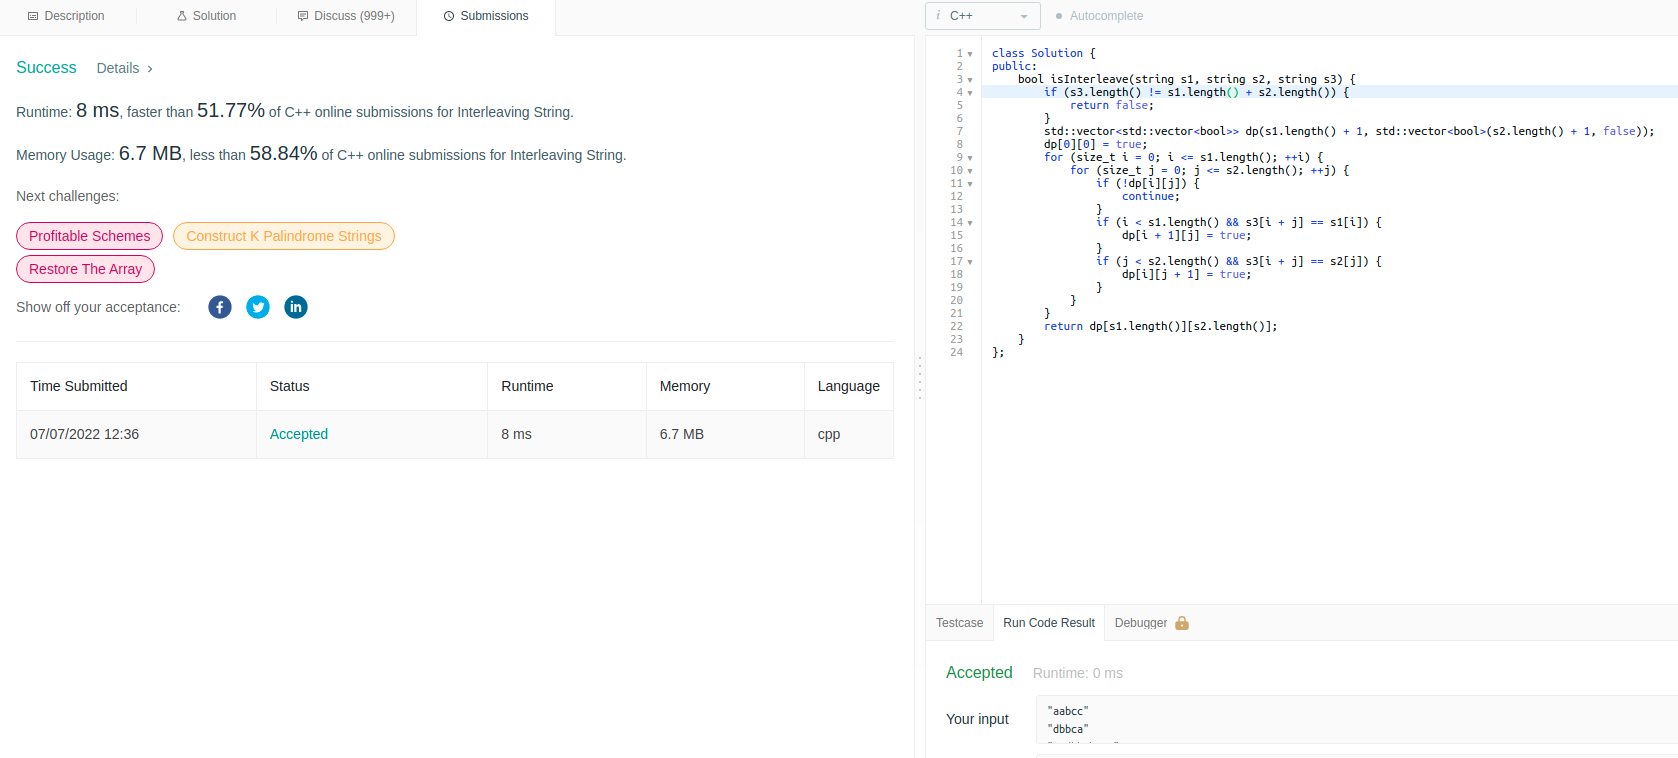 Description Solution Discuss (999+) Submissions
Success Details >
Runtime: 8 ms, faster than 51.77% of C++ online submissions for Interleaving String.
Memory Usage: 6.7 MB, less than 58.84% of C++ online submissions for Interleaving String.
Next challenges:
Profitable Schemes Construct K Palindrome Strings
Restore The Array
Show off your acceptance: f in
Time Submitted Status Runtime Memory Language
07/07/2022 12:36 Accepted 8 ms 6.7 MB cpp
i C++ Autocomplete
1 class Solution {
2 public:
3     bool isInterleave(string s1, string s2, string s3) {
4         if (s3.length() != s1.length() + s2.length()) {
5             return false;
6         }
7         std::vector<std::vector<bool>> dp(s1.length() + 1, std::vector<bool>(s2.length() + 1, false));
8         dp[0][0] = true;
9         for (size_t i = 0; i <= s1.length(); ++i) {
10             for (size_t j = 0; j <= s2.length(); ++j) {
11                 if (!dp[i][j]) {
12                     continue;
13                 }
14                 if (i < s1.length() && s3[i + j] == s1[i]) {
15                     dp[i + 1][j] = true;
16                 }
17                 if (j < s2.length() && s3[i + j] == s2[j]) {
18                     dp[i][j + 1] = true;
19                 }
20             }
21         }
22         return dp[s1.length()][s2.length()];
23     }
24 };
Testcase Run Code Result Debugger
Accepted Runtime: 0 ms
Your input
"aabcc"
"dbbca"